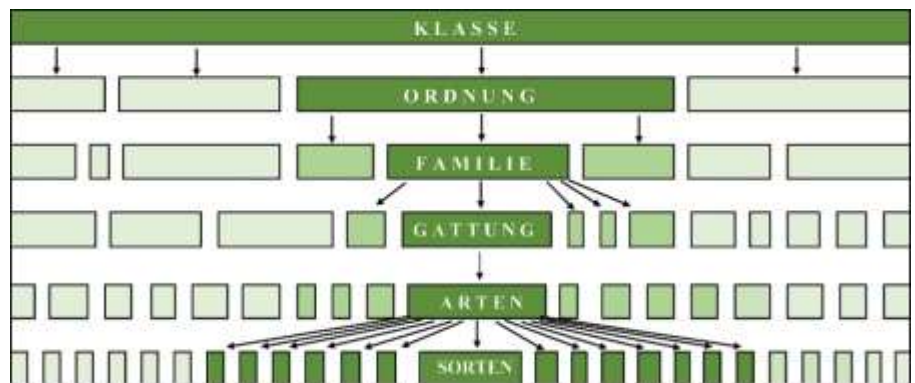 KLASSE
ORDNUNG
FAMILIE
GATTUNG
ARTEN
SORTEN